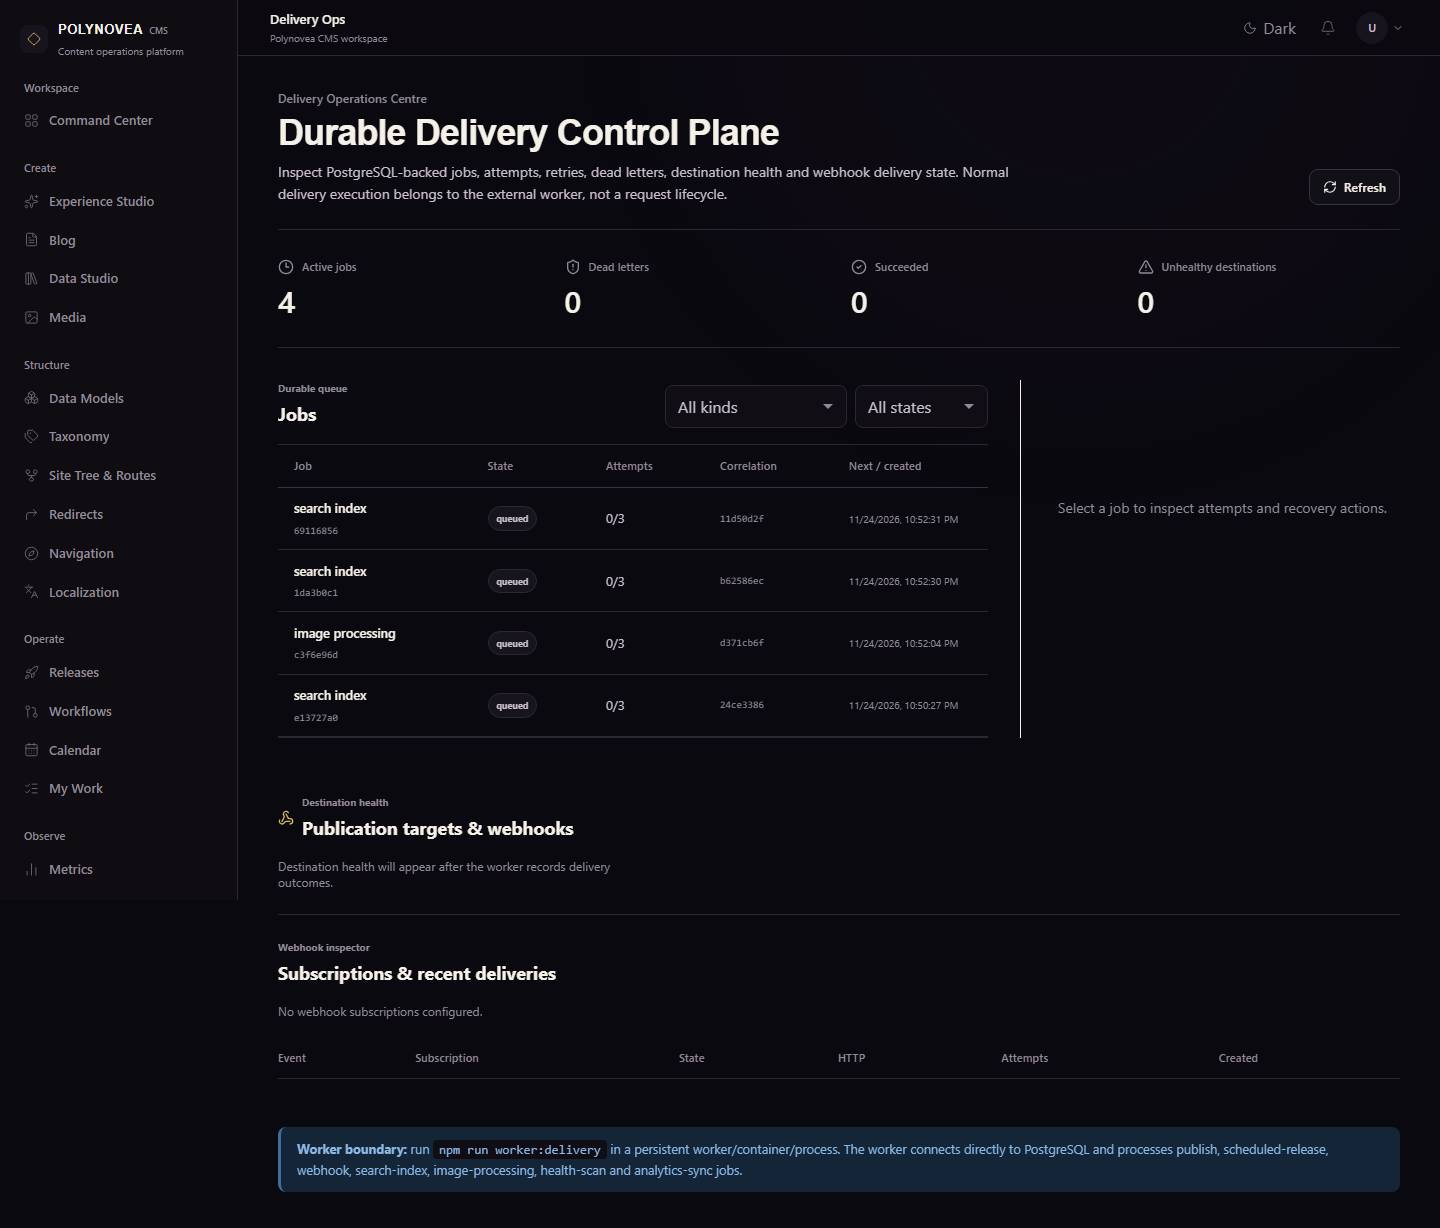 POLYNOVEA CMS
Content operations platform
Workspace
Command Center
Create
Experience Studio
Blog
Data Studio
Media
Structure
Data Models
Taxonomy
Site Tree & Routes
Redirects
Navigation
Localization
Operate
Releases
Workflows
Calendar
My Work
Observe
Metrics
Delivery Ops
Polynovea CMS workspace
Dark
U
Delivery Operations Centre
Durable Delivery Control Plane
Inspect PostgreSQL-backed jobs, attempts, retries, dead letters, destination health and webhook delivery state. Normal
delivery execution belongs to the external worker, not a request lifecycle.
Refresh
Active jobs
4
Dead letters
0
Succeeded
0
Unhealthy destinations
0
Durable queue
Jobs
All kinds
All states
Job State Attempts Correlation Next / created
search index queued 0/3 11d50d2f 11/24/2026, 10:52:31 PM
69116856
search index queued 0/3 b62586ec 11/24/2026, 10:52:30 PM
1da3b0c1
image processing queued 0/3 d371cb6f 11/24/2026, 10:52:04 PM
c3f6e96d
search index queued 0/3 24ce3386 11/24/2026, 10:50:27 PM
e13727a0
Select a job to inspect attempts and recovery actions.
Destination health
Publication targets & webhooks
Destination health will appear after the worker records delivery
outcomes.
Webhook inspector
Subscriptions & recent deliveries
No webhook subscriptions configured.
Event Subscription State HTTP Attempts Created
Worker boundary: run npm run worker:delivery in a persistent worker/container/process. The worker connects directly to PostgreSQL and processes publish, scheduled-release,
webhook, search-index, image-processing, health-scan and analytics-sync jobs.